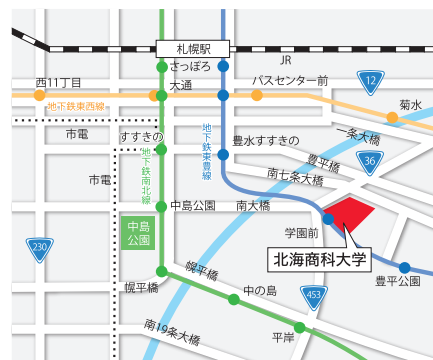 札幌駅
JR
さっぽろ
西11丁目
大通
バスセンター前
12
地下鉄東西線
菊水
市電
すすきの
地下鉄東豊線
豊水すすきの
一条大橋
地下鉄南北線
豊平橋
36
市電
南七条大橋
中島公園
南大橋
中島
公園
学園前
230
北海商科大学
幌平橋
豊平公園
幌平橋
中の島
453
南19条大橋
平岸